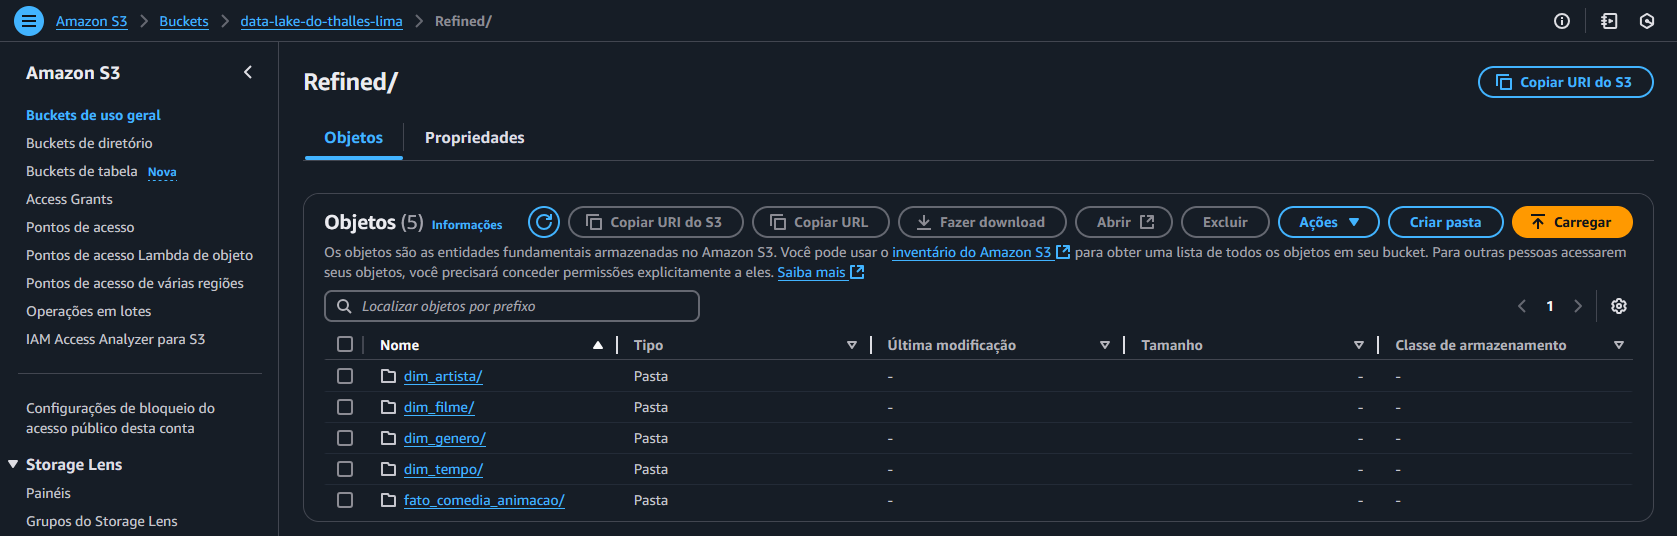 Amazon S3 > Buckets > data-lake-do-thalles-lima > Refined/
Amazon S3
Buckets de uso geral
Buckets de diretório
Buckets de tabela Nova
Access Grants
Pontos de acesso
Pontos de acesso Lambda de objeto
Pontos de acesso de várias regiões
Operações em lotes
IAM Access Analyzer para S3
Configurações de bloqueio do
acesso público desta conta
Storage Lens
Painéis
Grupos do Storage Lens
Refined/
Copiar URI do S3
Objetos Propriedades
Objetos (5) Informações Copiar URI do S3 Copiar URL Fazer download Abrir Excluir Ações Criar pasta Carregar
Os objetos são as entidades fundamentais armazenadas no Amazon S3. Você pode usar o inventário do Amazon S3 para obter uma lista de todos os objetos em seu bucket. Para outras pessoas acessarem
seus objetos, você precisará conceder permissões explicitamente a eles. Saiba mais
Localizar objetos por prefixo
1
Nome Tipo Última modificação Tamanho Classe de armazenamento
dim_artista/ Pasta - - -
dim_filme/ Pasta - - -
dim_genero/ Pasta - - -
dim_tempo/ Pasta - - -
fato_comedia_animacao/ Pasta - - -